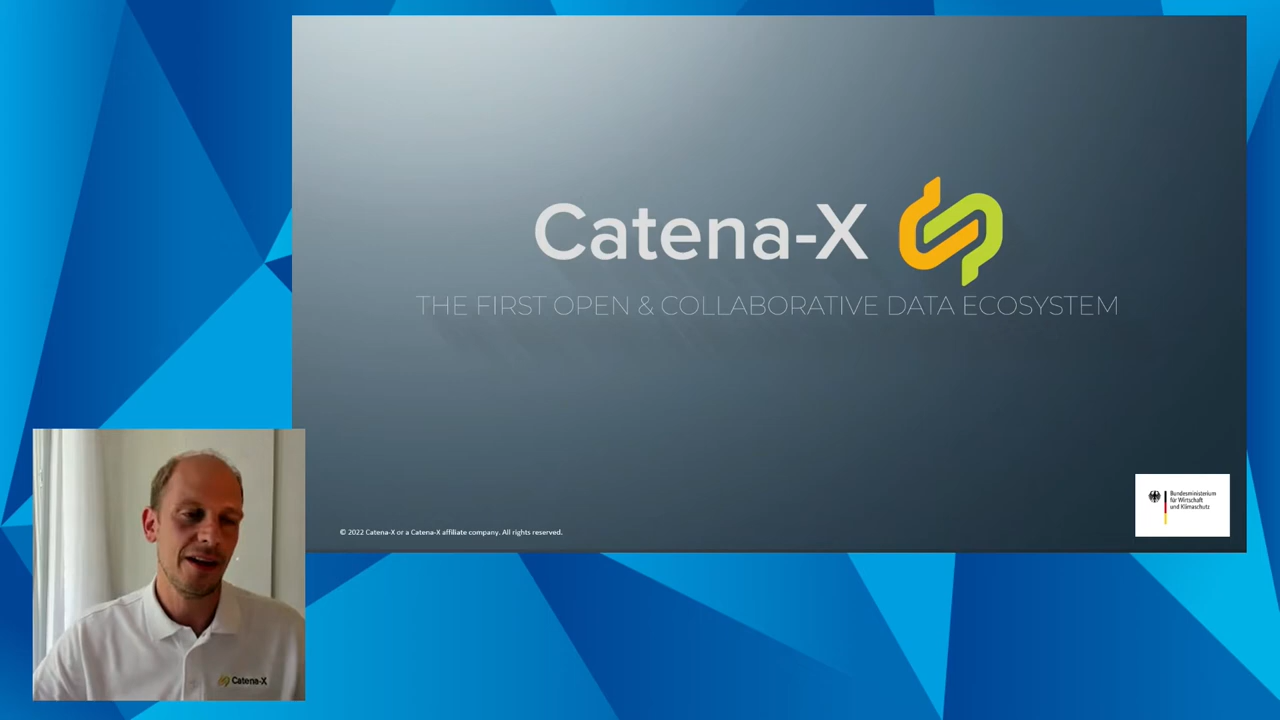 Catena-X
THE FIRST OPEN & COLLABORATIVE DATA ECOSYSTEM
Bundesministerium
für Wirtschaft
und Klimaschutz
© 2022 Catena-X or a Catena-X affiliate company. All rights reserved.
Catena-X